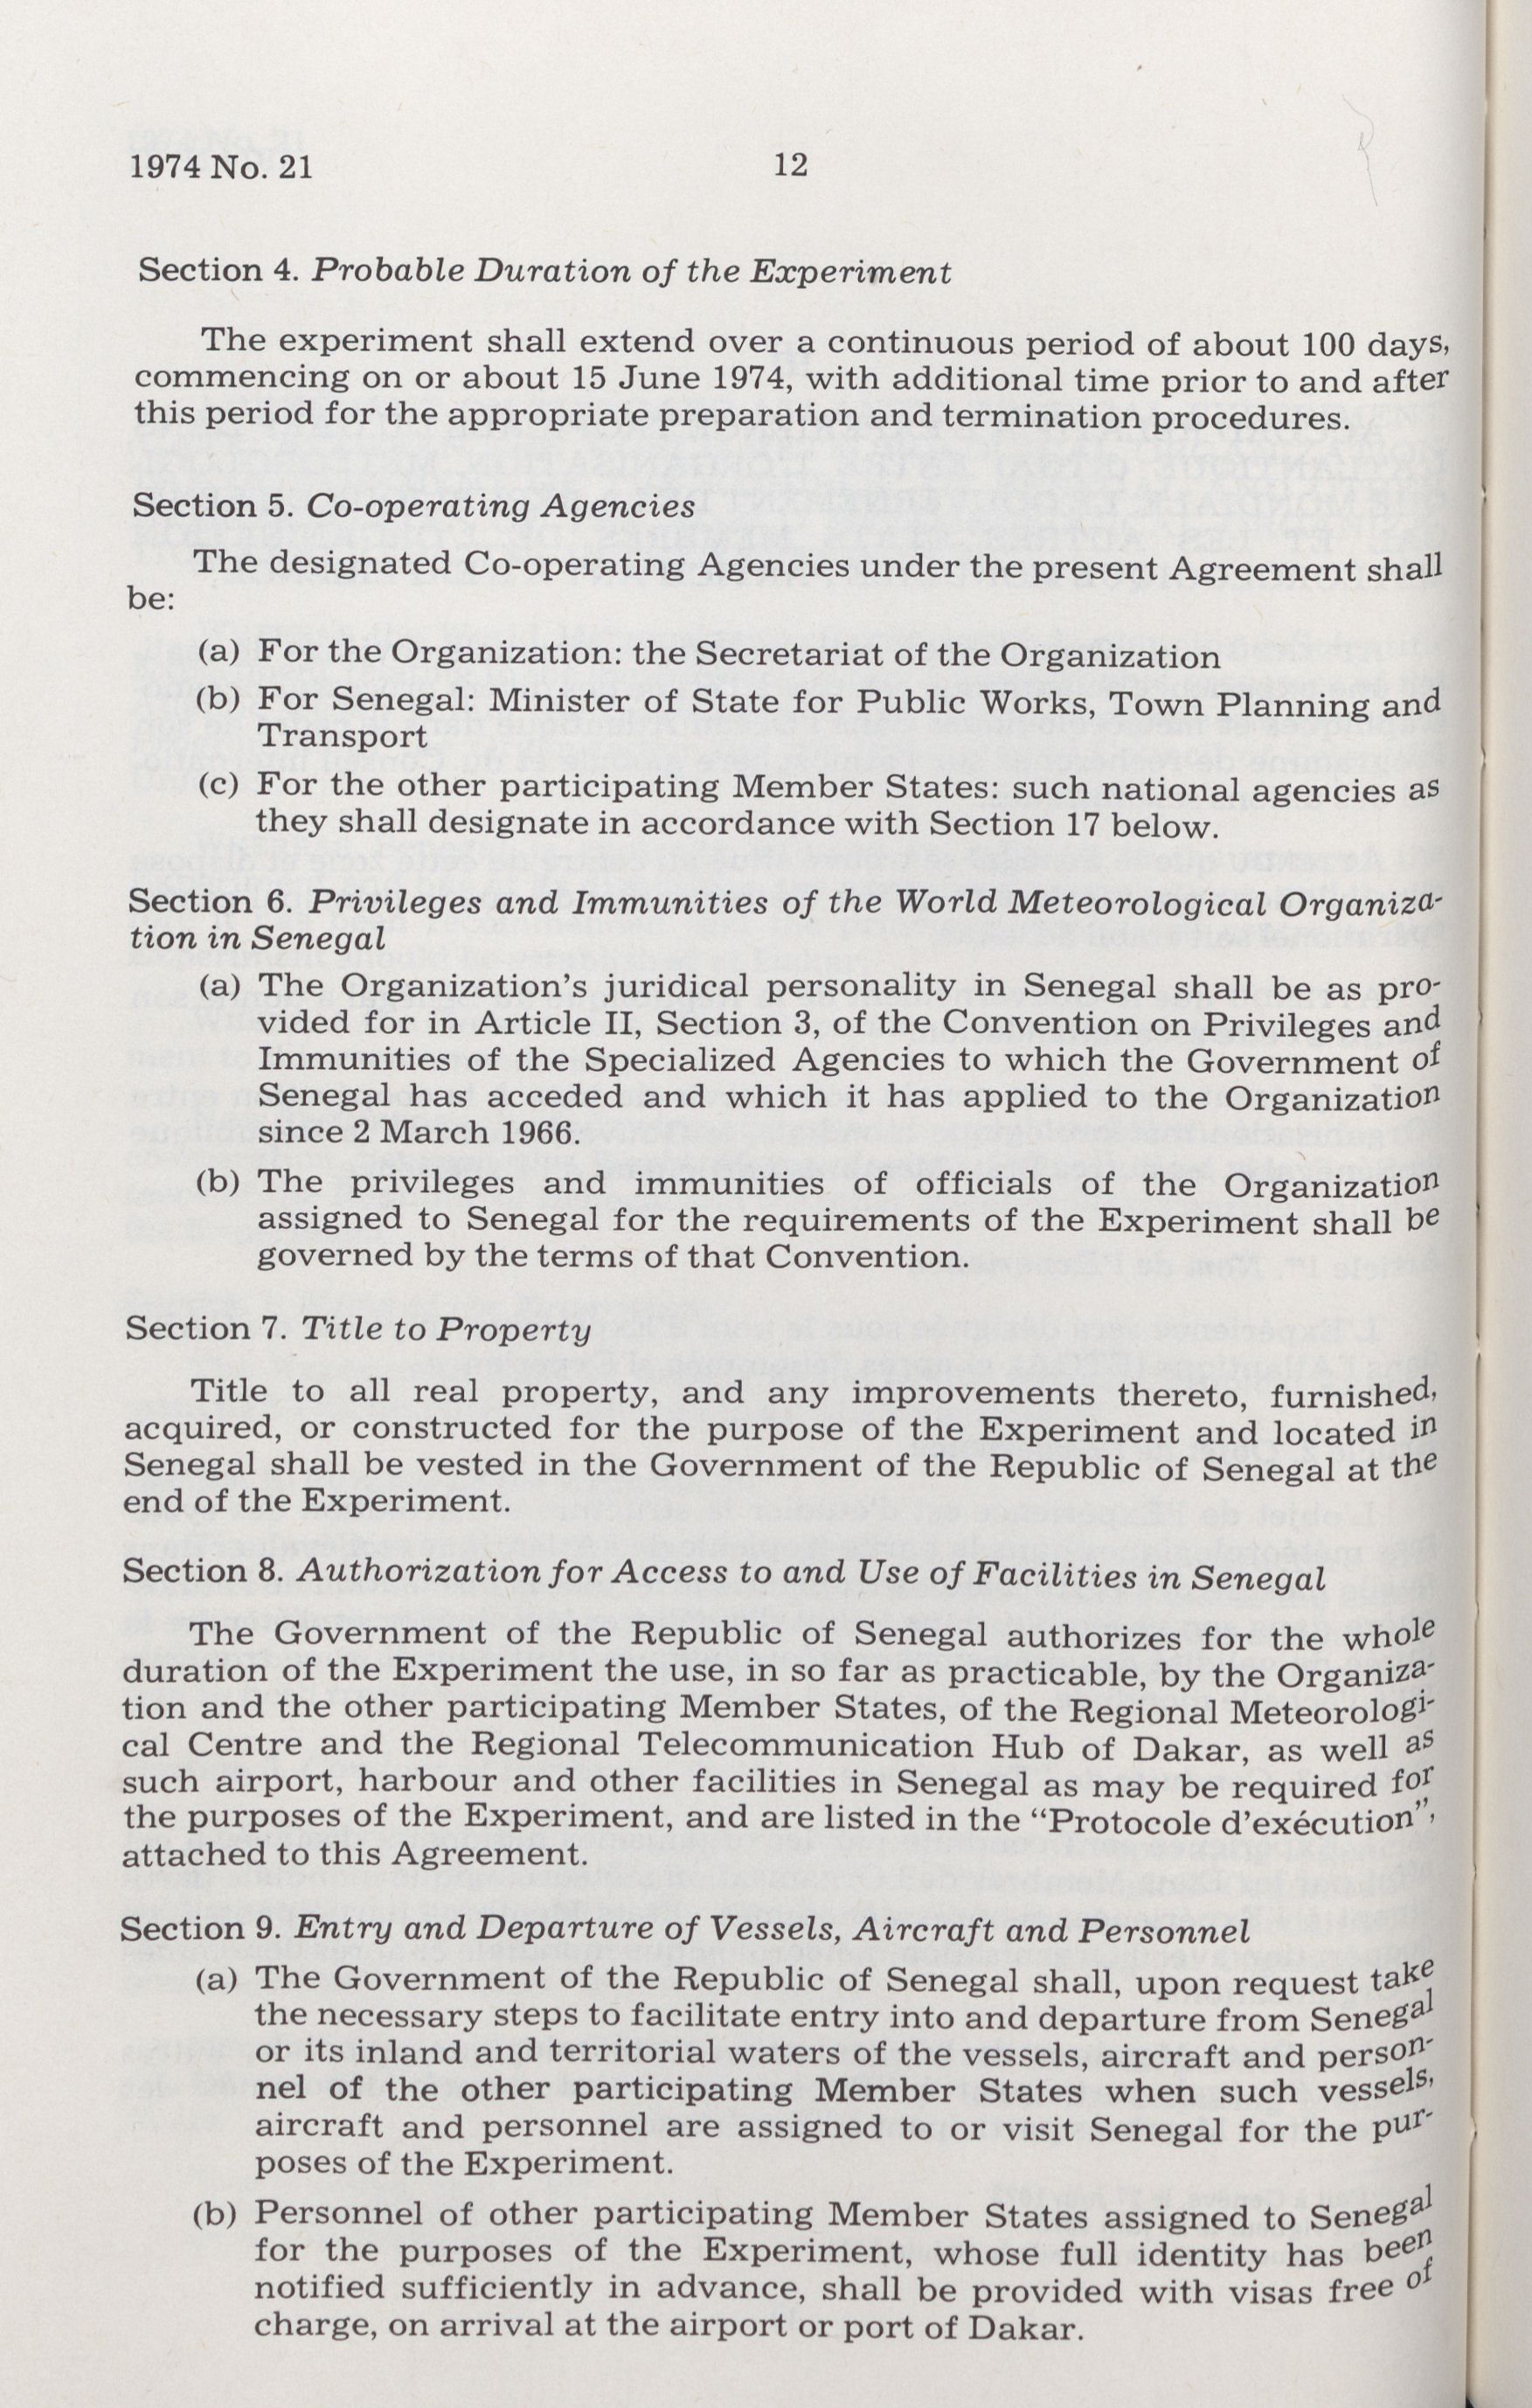 1974 No. 21
12
Section 4. Probable Duration of the Experiment
The experiment shall extend over a continuous period of about 100 days,
commencing on or about 15 June 1974, with additional time prior to and after
this period for the appropriate preparation and termination procedures.
Section 5. Co-operating Agencies
The designated Co-operating Agencies under the present Agreement shall
be:
(a) For the Organization: the Secretariat of the Organization
(b) For Senegal: Minister of State for Public Works, Town Planning and
Transport
(c) For the other participating Member States: such national agencies as
they shall designate in accordance with Section 17 below.
Section 6. Privileges and Immunities of the World Meteorological Organiza-
tion in Senegal
(a) The Organization's juridical personality in Senegal shall be as pro-
vided for in Article II, Section 3, of the Convention on Privileges and
Immunities of the Specialized Agencies to which the Government of
Senegal has acceded and which it has applied to the Organization
since 2 March 1966.
(b) The privileges and immunities of officials of the Organization
assigned to Senegal for the requirements of the Experiment shall be
governed by the terms of that Convention.
Section 7. Title to Property
Title to all real property, and any improvements thereto, furnished,
acquired, or constructed for the purpose of the Experiment and located in
Senegal shall be vested in the Government of the Republic of Senegal at the
end of the Experiment.
Section 8. Authorization for Access to and Use of Facilities in Senegal
The Government of the Republic of Senegal authorizes for the whole
duration of the Experiment the use, in so far as practicable, by the Organiza-
tion and the other participating Member States, of the Regional Meteorologi-
cal Centre and the Regional Telecommunication Hub of Dakar, as well as
such airport, harbour and other facilities in Senegal as may be required for
the purposes of the Experiment, and are listed in the “Protocole d'exécution”,
attached to this Agreement.
Section 9. Entry and Departure of Vessels, Aircraft and Personnel
(a) The Government of the Republic of Senegal shall, upon request take
the necessary steps to facilitate entry into and departure from Senegal
or its inland and territorial waters of the vessels, aircraft and person-
nel of the other participating Member States when such vessels,
aircraft and personnel are assigned to or visit Senegal for the pur-
poses of the Experiment.
(b) Personnel of other participating Member States assigned to Senegal
for the purposes of the Experiment, whose full identity has been
notified sufficiently in advance, shall be provided with visas free of
charge, on arrival at the airport or port of Dakar.